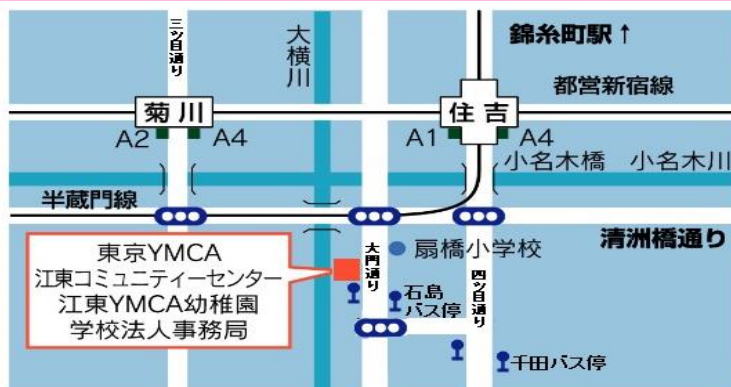 三ツ目通り
大横川
錦糸町駅↑
都営新宿線
菊川
住吉
A2
A4
A1
A4
小名木橋
小名木川
半蔵門線
清洲橋通り
東京YMCA
江東コミュニティーセンター
江東YMCA幼稚園
学校法人事務局
大門通り
扇橋小学校
四ツ目通り
石島
バス停
千田バス停